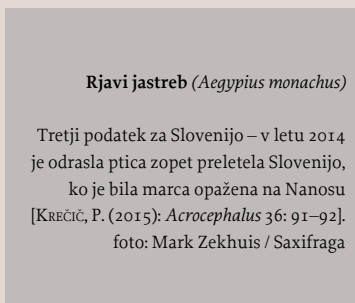 Rjavi jastreb (Aegypius monachus)
Tretji podatek za Slovenijo – v letu 2014
je odrasla ptica zopet preletela Slovenijo,
ko je bila marca opažena na Nanosu
[Krečič, P. (2015): Acrocephalus 36: 91–92].
foto: Mark Zekhuis / Saxifraga